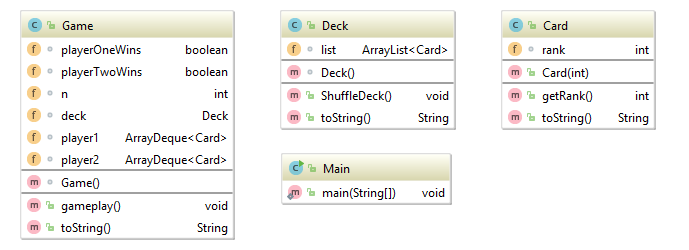 Game
playerOneWins boolean
playerTwoWins boolean
n int
deck Deck
player1 ArrayDeque<Card>
player2 ArrayDeque<Card>
Game()
gameplay() void
toString() String
Deck
list ArrayList<Card>
Deck()
ShuffleDeck() void
toString() String
Card
rank int
Card(int)
getRank() int
toString() String
Main
main(String[]) void